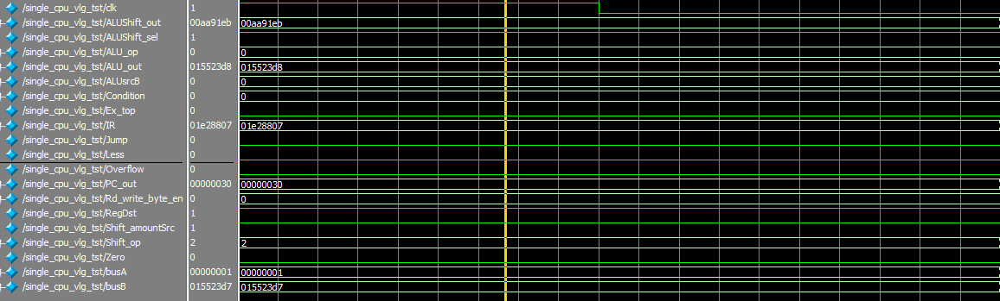 /single_cpu_vlg_tst/clk 1
/single_cpu_vlg_tst/ALUShift_out 00aa91eb 00aa91eb
/single_cpu_vlg_tst/ALUShift_sel 1
/single_cpu_vlg_tst/ALU_op 0 0
/single_cpu_vlg_tst/ALU_out 015523d8 015523d8
/single_cpu_vlg_tst/ALUsrcB 0 0
/single_cpu_vlg_tst/Condition 0 0
/single_cpu_vlg_tst/Ex_top 0
/single_cpu_vlg_tst/IR 01e28807 01e28807
/single_cpu_vlg_tst/Jump 0
/single_cpu_vlg_tst/Less 0
/single_cpu_vlg_tst/Overflow 0
/single_cpu_vlg_tst/PC_out 00000030 00000030
/single_cpu_vlg_tst/Rd_write_byte_en 0 0
/single_cpu_vlg_tst/RegDst 1
/single_cpu_vlg_tst/Shift_amountSrc 1
/single_cpu_vlg_tst/Shift_op 2 2
/single_cpu_vlg_tst/Zero 0
/single_cpu_vlg_tst/busA 00000001 00000001
/single_cpu_vlg_tst/busB 015523d7 015523d7